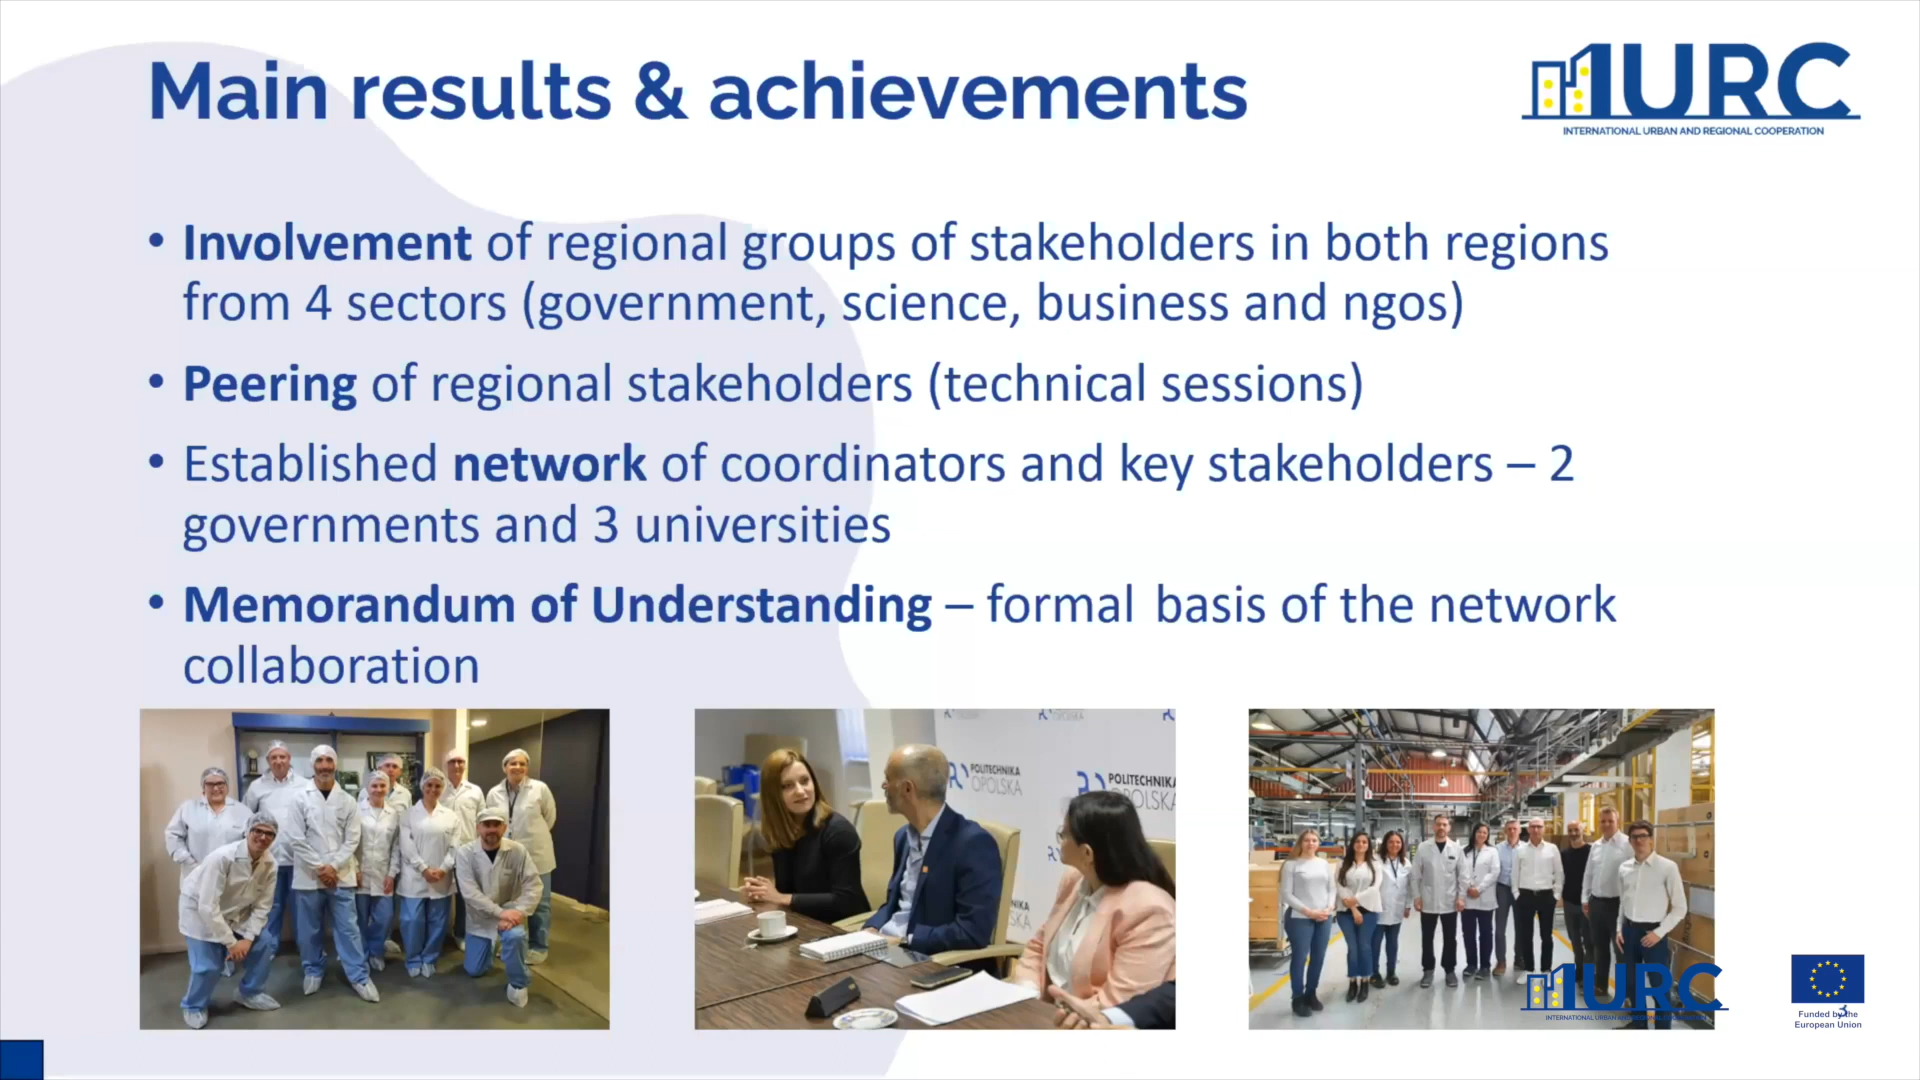 Main results & achievements
URC
INTERNATIONAL URBAN AND REGIONAL COOPERATION
• Involvement of regional groups of stakeholders in both regions
from 4 sectors (government, science, business and ngos)
• Peering of regional stakeholders (technical sessions)
• Established network of coordinators and key stakeholders – 2
governments and 3 universities
• Memorandum of Understanding – formal basis of the network
collaboration
POLITECHNIKA
OPOLSKA
POLITECHNIKA
OPOLSKA
URC
Funded by the
European Union
3